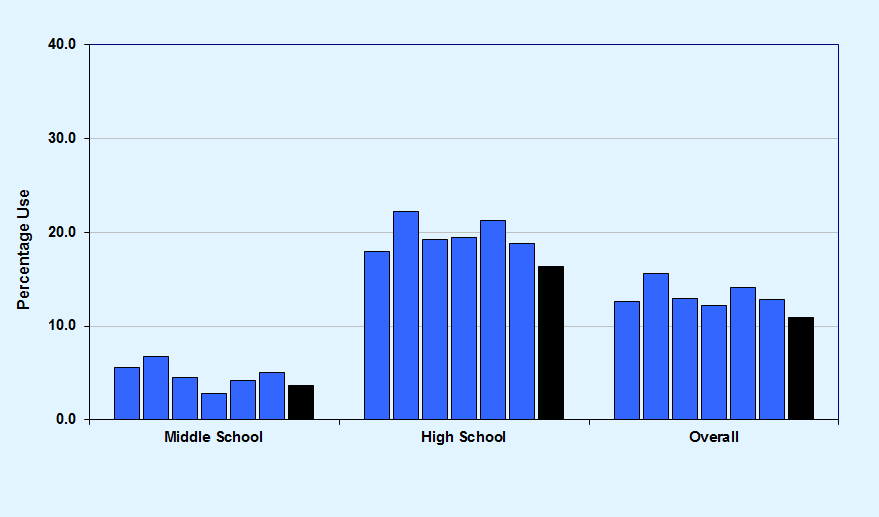 40.0
30.0
20.0
10.0
0.0
Percentage Use
Middle School
High School
Overall